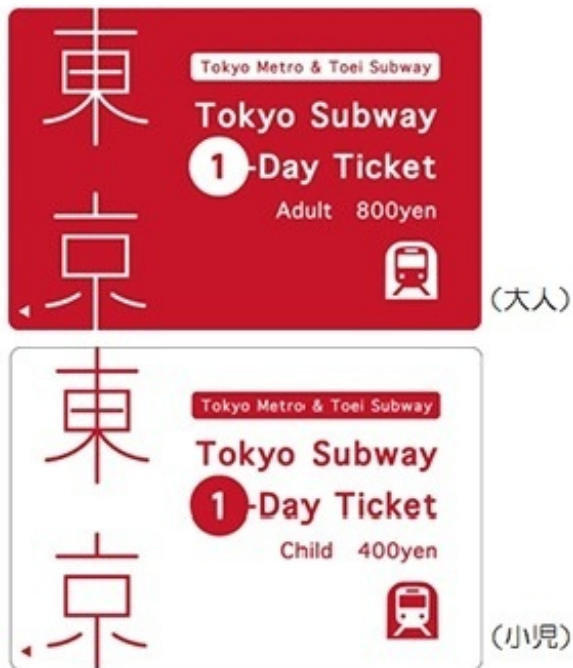 東京
Tokyo Metro & Toei Subway
Tokyo Subway
1-Day Ticket
Adult 800yen
(大人)
東京
Tokyo Metro & Toei Subway
Tokyo Subway
1-Day Ticket
Child 400yen
(小児)